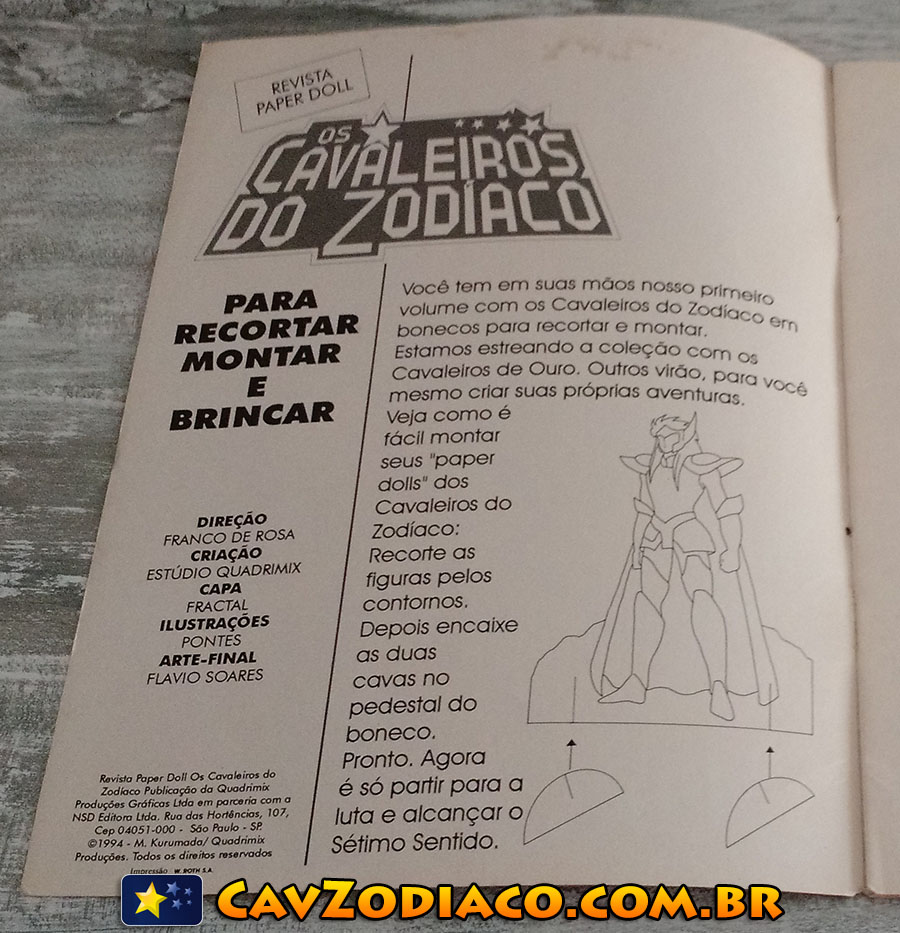 REVISTA
PAPER DOLL
OS
CAVALEIROS
DO ZODÍACO
PARA
RECORTAR
MONTAR
E
BRINCAR
DIREÇÃO
FRANCO DE ROSA
CRIAÇÃO
ESTÚDIO QUADRIMIX
CAPA
FRACTAL
ILUSTRAÇÕES
PONTES
ARTE-FINAL
FLAVIO SOARES
Revista Paper Doll Os Cavaleiros do
Zodíaco Publicação da Quadrimix
Produções Gráficas Ltda em parceria com a
NSD Editora Ltda. Rua das Hortências, 107,
Cep 04051-000 - São Paulo - SP.
©1994 - M. Kurumada/ Quadrimix
Produções. Todos os direitos reservados
Impressão W. ROTH S.A.
Você tem em suas mãos nosso primeiro
volume com os Cavaleiros do Zodíaco em
bonecos para recortar e montar.
Estamos estreando a coleção com os
Cavaleiros de Ouro. Outros virão, para você
mesmo criar suas próprias aventuras.
Veja como é
fácil montar
seus "paper
dolls" dos
Cavaleiros do
Zodíaco:
Recorte as
figuras pelos
contornos.
Depois encaixe
as duas
cavas no
pedestal do
boneco.
Pronto. Agora
é só partir para a
luta e alcançar o
Sétimo Sentido.
CavZodiaco.com.br